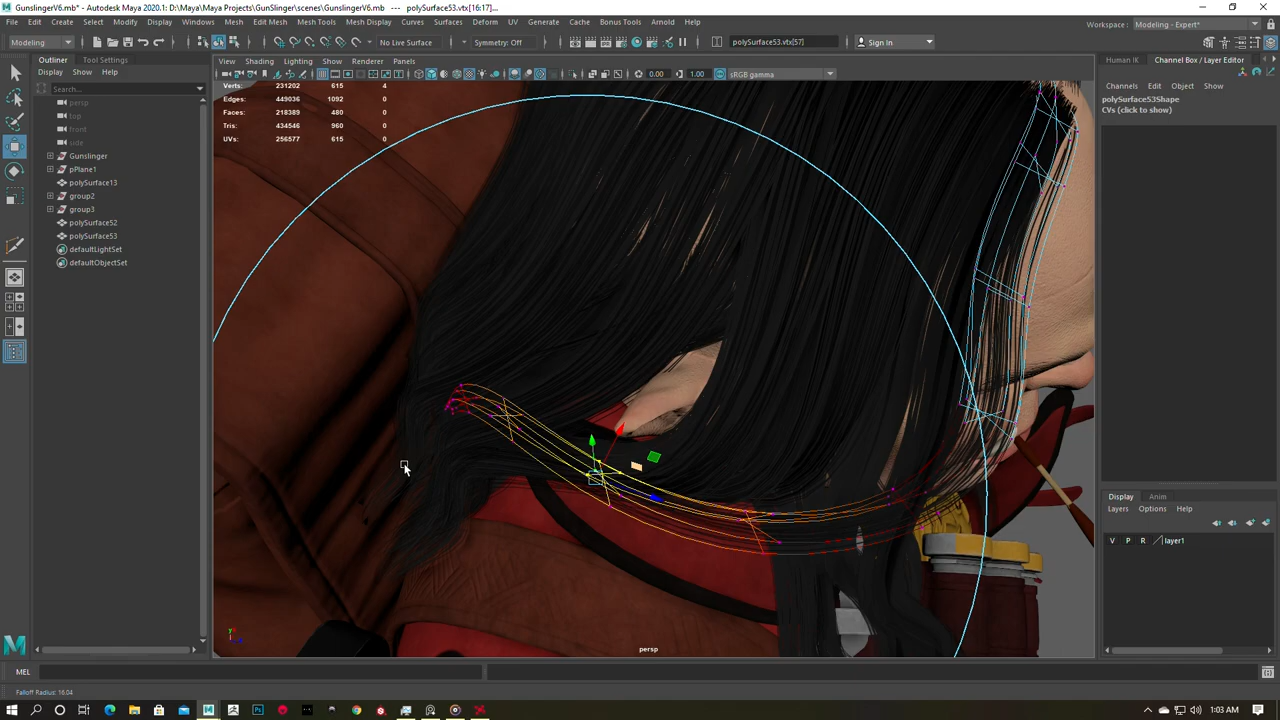 GunslingerV6.mb* - Autodesk Maya 2020.1: D:\Maya\Maya Projects\GunSlinger\scenes\GunslingerV6.mb --- polySurface53.vtx[16:17]...
File Edit Create Select Modify Display Windows Mesh Edit Mesh Mesh Tools Mesh Display Curves Surfaces Deform UV Generate Cache Bonus Tools Arnold Help
Workspace : Modeling - Expert*
Modeling No Live Surface Symmetry: Off polySurface53.vtx[57] Sign In
Outliner Tool Settings
Display Show Help
Search...
persp
top
front
side
Gunslinger
pPlane1
polySurface13
group2
group3
polySurface52
polySurface53
defaultLightSet
defaultObjectSet
View Shading Lighting Show Renderer Panels
0.00 1.00 sRGB gamma
Verts: 231202 615 4
Edges: 449036 1092 0
Faces: 218389 480 0
Tris: 434546 960 0
UVs: 256577 615 0
persp
Human IK Channel Box / Layer Editor
Channels Edit Object Show
polySurface53Shape
CVs (click to show)
Display Anim
Layers Options Help
V P R layer1
MEL
Falloff Radius: 16.04
1:03 AM